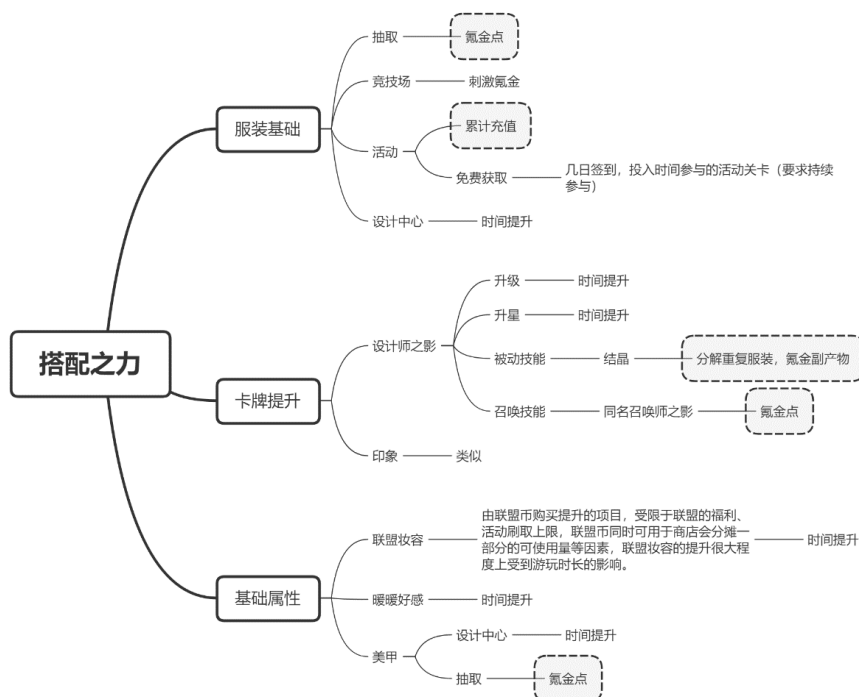 搭配之力
服装基础
抽取
氪金点
竞技场
刺激氪金
活动
累计充值
免费获取
几日签到，投入时间参与的活动关卡（要求持续
参与）
设计中心
时间提升
卡牌提升
设计师之影
升级
时间提升
升星
时间提升
被动技能
结晶
分解重复服装，氪金副产物
召唤技能
同名召唤师之影
氪金点
印象
类似
基础属性
联盟妆容
由联盟币购买提升的项目，受限于联盟的福利、
活动刷取上限，联盟币同时可用于商店会分摊一
部分的可使用量等因素，联盟妆容的提升很大程
度上受到游玩时长的影响。
时间提升
暖暖好感
时间提升
美甲
设计中心
时间提升
抽取
氪金点